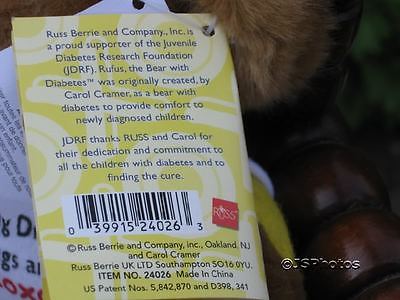 Russ Berrie and Company., Inc. is
a proud supporter of the Juvenile
Diabetes Research Foundation
(JDRF). Rufus, the Bear with
Diabetes™ was originally created, by
Carol Cramer, as a bear with
diabetes to provide comfort to
newly diagnosed children.
JDRF thanks RUSS and Carol for
their dedication and commitment to
all the children with diabetes and to
finding the cure.
0 39915 24026 3
RUSS
©Russ Berrie and Company, inc., Oakland, NJ
and Carol Cramer
Russ Berrie UK LTD Southampton SO16 0YU.
ITEM NO. 24026 Made In China
US Patent Nos. 5,842,870 and D398, 341
©JSPhotos